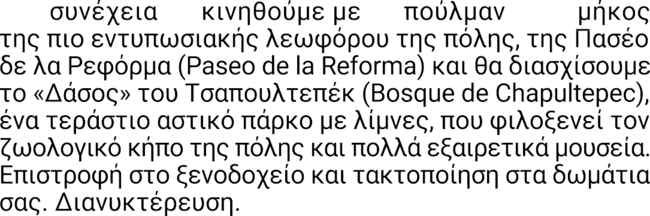 συνέχεια κινηθούμε με πούλμαν μήκος
της πιο εντυπωσιακής λεωφόρου της πόλης, της Πασέο
δε λα Ρεφόρμα (Paseo de la Reforma) και θα διασχίσουμε
το «Δάσος» του Τσαπουλτεπέκ (Bosque de Chapultepec),
ένα τεράστιο αστικό πάρκο με λίμνες, που φιλοξενεί τον
ζωολογικό κήπο της πόλης και πολλά εξαιρετικά μουσεία.
Επιστροφή στο ξενοδοχείο και τακτοποίηση στα δωμάτια
σας. Διανυκτέρευση.